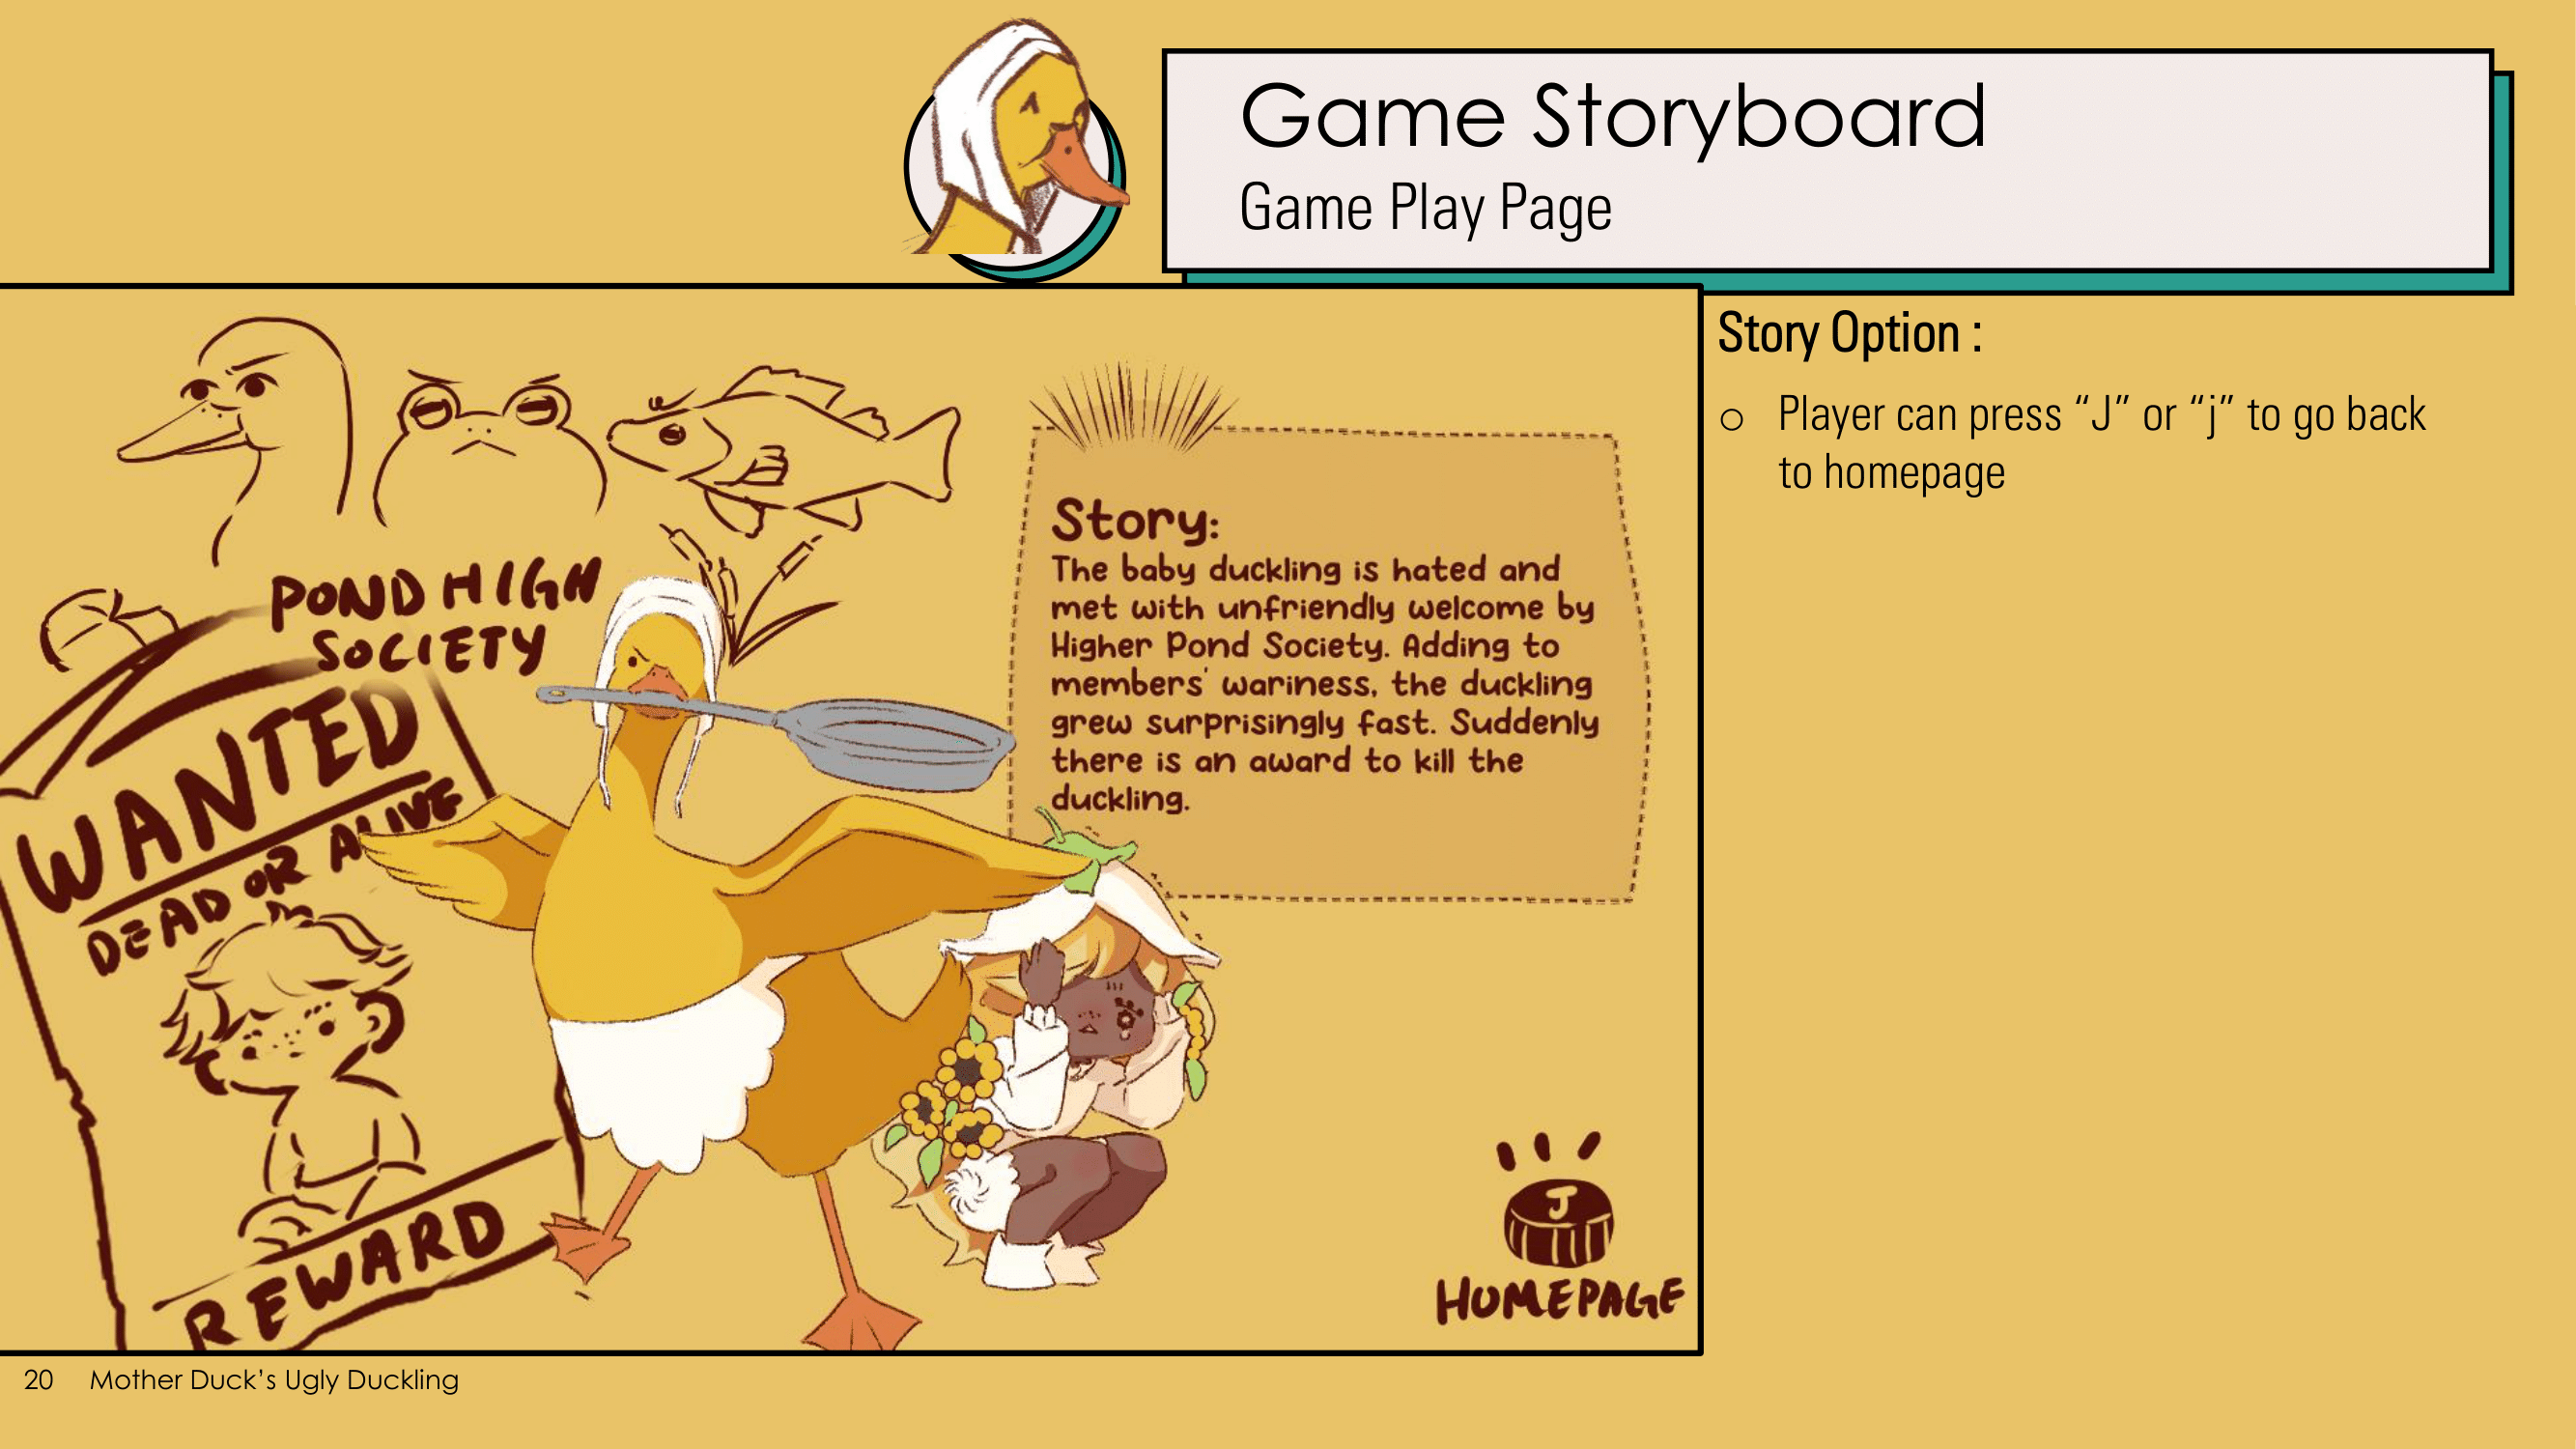 Game Storyboard
Game Play Page
POND HIGH
SOCIETY
WANTED
DEAD OR ALIVE
REWARD
Story:
The baby duckling is hated and
met with unfriendly welcome by
Higher Pond Society. Adding to
members' wariness, the duckling
grew surprisingly fast. Suddenly
there is an award to kill the
duckling.
J
HOMEPAGE
Story Option :
o Player can press “J” or “j” to go back
to homepage
20 Mother Duck’s Ugly Duckling